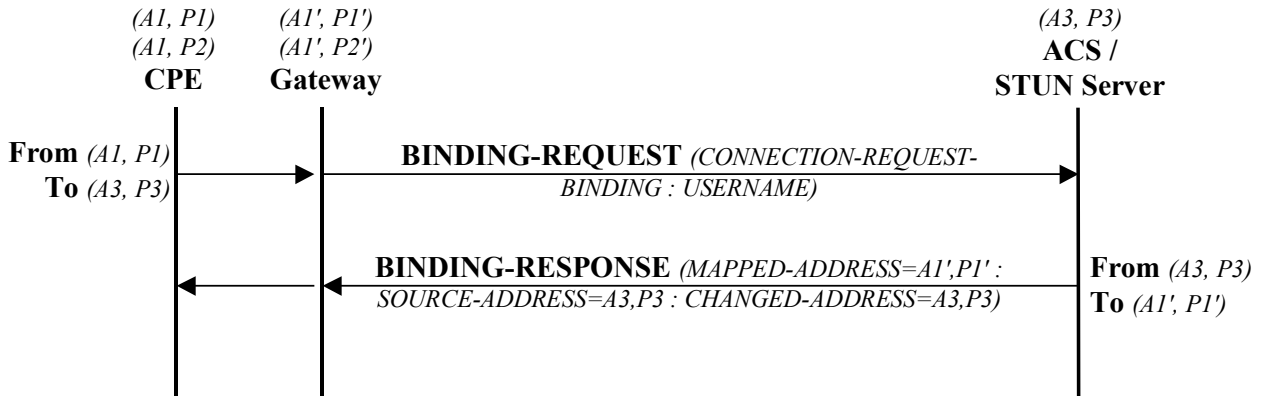 (A1, P1)
(A1, P2)
CPE
(A1', P1')
(A1', P2')
Gateway
(A3, P3)
ACS /
STUN Server
From (A1, P1)
To (A3, P3)
BINDING-REQUEST (CONNECTION-REQUEST-
BINDING : USERNAME)
BINDING-RESPONSE (MAPPED-ADDRESS=A1',P1' :
SOURCE-ADDRESS=A3,P3 : CHANGED-ADDRESS=A3,P3)
From (A3, P3)
To (A1', P1')